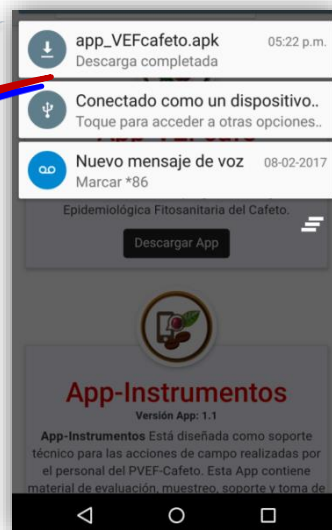 app_VEFcafeto.apk 05:22 p.m.
Descarga completada
Conectado como un dispositivo..
Toque para acceder a otras opciones..
Nuevo mensaje de voz 08-02-2017
Marcar *86
Epidemiológica Fitosanitaria del Cafeto.
Descargar App
App-Instrumentos
Versión App: 1.1
App-Instrumentos Está diseñada como soporte
técnico para las acciones de campo realizadas por
el personal del PVEF-Cafeto. Esta App contiene
material de evaluación, muestreo, soporte y toma de